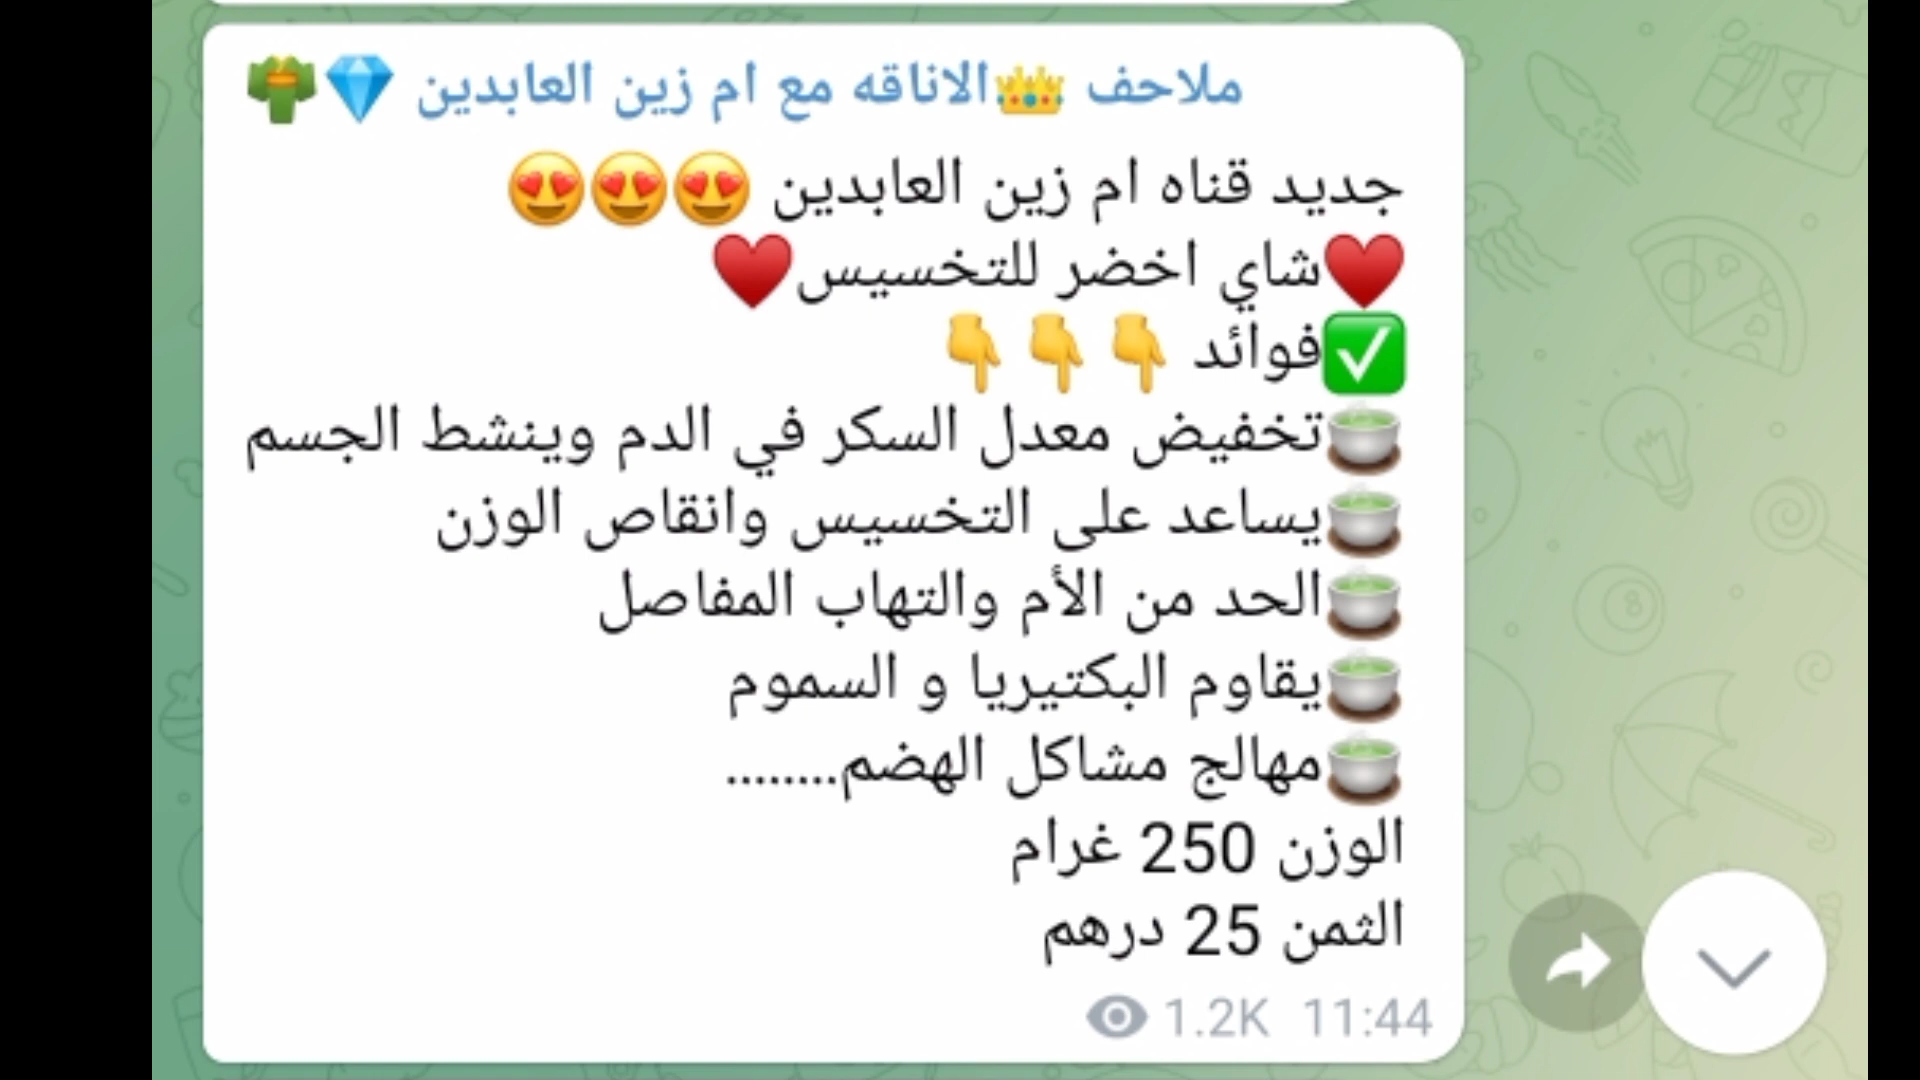 ملاحف 👑الاناقه مع ام زين العابدين 💎👘
جديد قناه ام زين العابدين 😍😍😍
♥️شاي اخضر للتخسيس♥️
✅فوائد 👇👇👇
🍵تخفيض معدل السكر في الدم وينشط الجسم
🍵يساعد على التخسيس وانقاص الوزن
🍵الحد من الأم والتهاب المفاصل
🍵يقاوم البكتيريا و السموم
🍵مهالج مشاكل الهضم........
الوزن 250 غرام
الثمن 25 درهم
1.2K 11:44